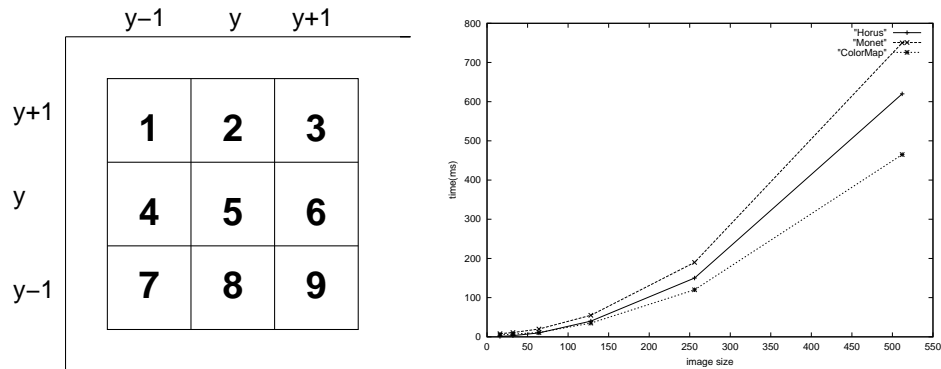 y−1 y y+1
y+1 1 2 3
y 4 5 6
y−1 7 8 9
800
700
600
500
400
300
200
100
0
time(ms)
"Horus"
"Monet"
"ColorMap"
0 50 100 150 200 250 300 350 400 450 500 550
image size